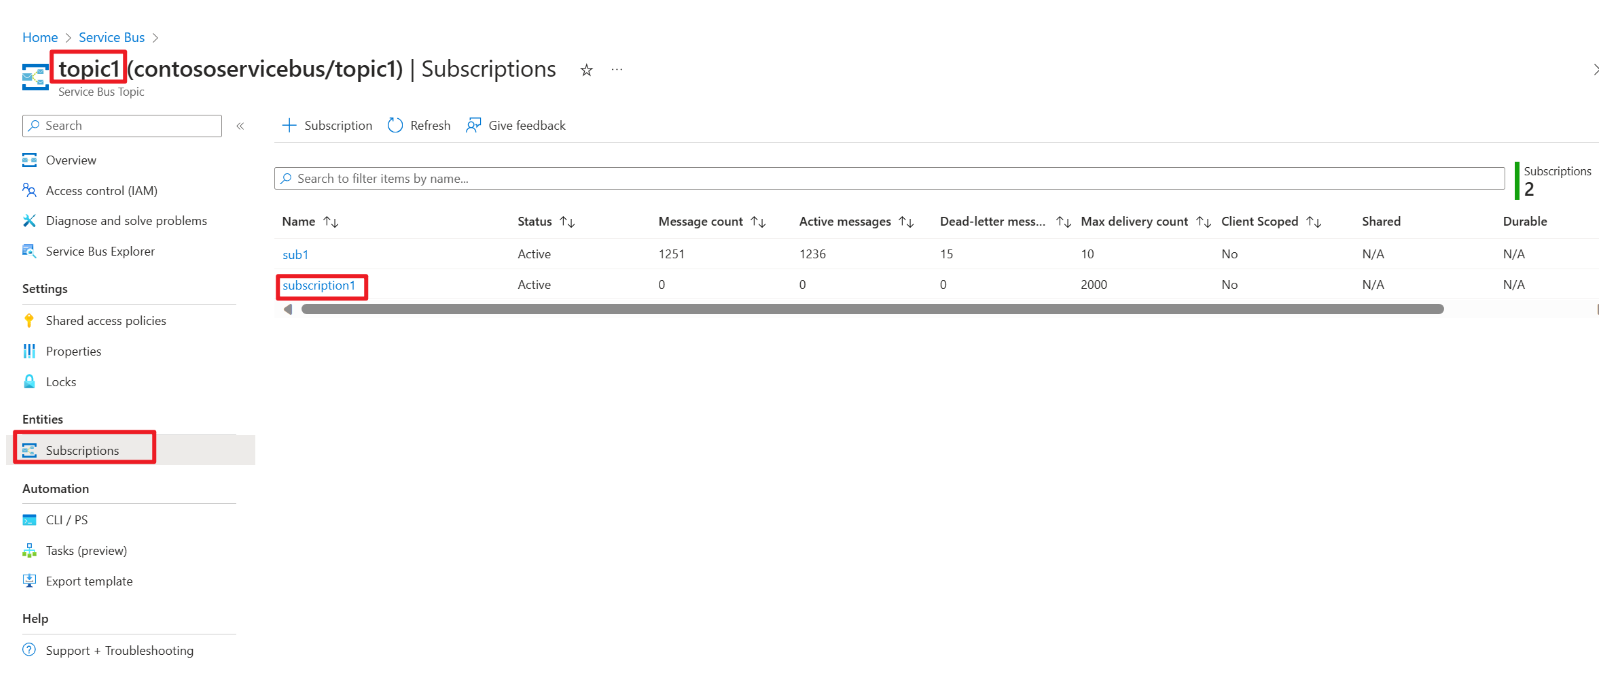 Home > Service Bus >
topic1 (contososervicebus/topic1) | Subscriptions ☆ ...
Service Bus Topic
Search «
Overview
Access control (IAM)
Diagnose and solve problems
Service Bus Explorer
Settings
Shared access policies
Properties
Locks
Entities
Subscriptions
Automation
CLI / PS
Tasks (preview)
Export template
Help
Support + Troubleshooting
+ Subscription Refresh Give feedback
Search to filter items by name...
Subscriptions
2
Name ↑↓ Status ↑↓ Message count ↑↓ Active messages ↑↓ Dead-letter mess... ↑↓ Max delivery count ↑↓ Client Scoped ↑↓ Shared Durable
sub1 Active 1251 1236 15 10 No N/A N/A
subscription1 Active 0 0 0 2000 No N/A N/A